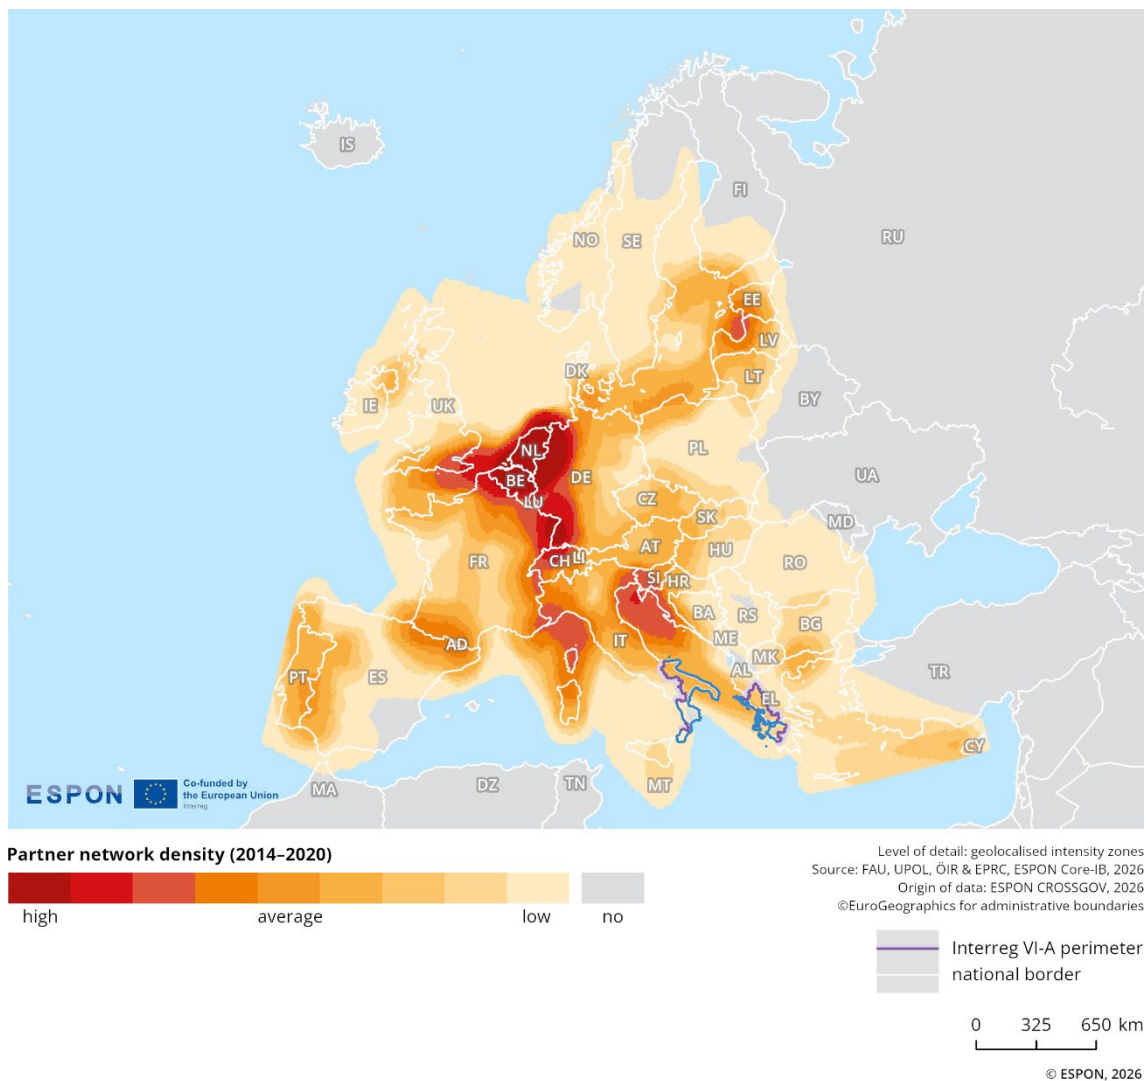 IS
FI
NO
SE
RU
EE
LV
DK
LT
IE
UK
BY
NL
PL
BE
DE
UA
LU
CZ
SK
MD
AT
HU
FR
CH
LI
RO
SI
HR
BA
RS
BG
IT
ME
AD
MK
AL
PT
ES
TR
EL
CY
MA
DZ
TN
MT
ESPON
Co-funded by
the European Union
Interreg
Partner network density (2014–2020)
high
average
low
no
Level of detail: geolocalised intensity zones
Source: FAU, UPOL, ÖIR & EPRC, ESPON Core-IB, 2026
Origin of data: ESPON CROSSGOV, 2026
©EuroGeographics for administrative boundaries
Interreg VI-A perimeter
national border
0 325 650 km
© ESPON, 2026